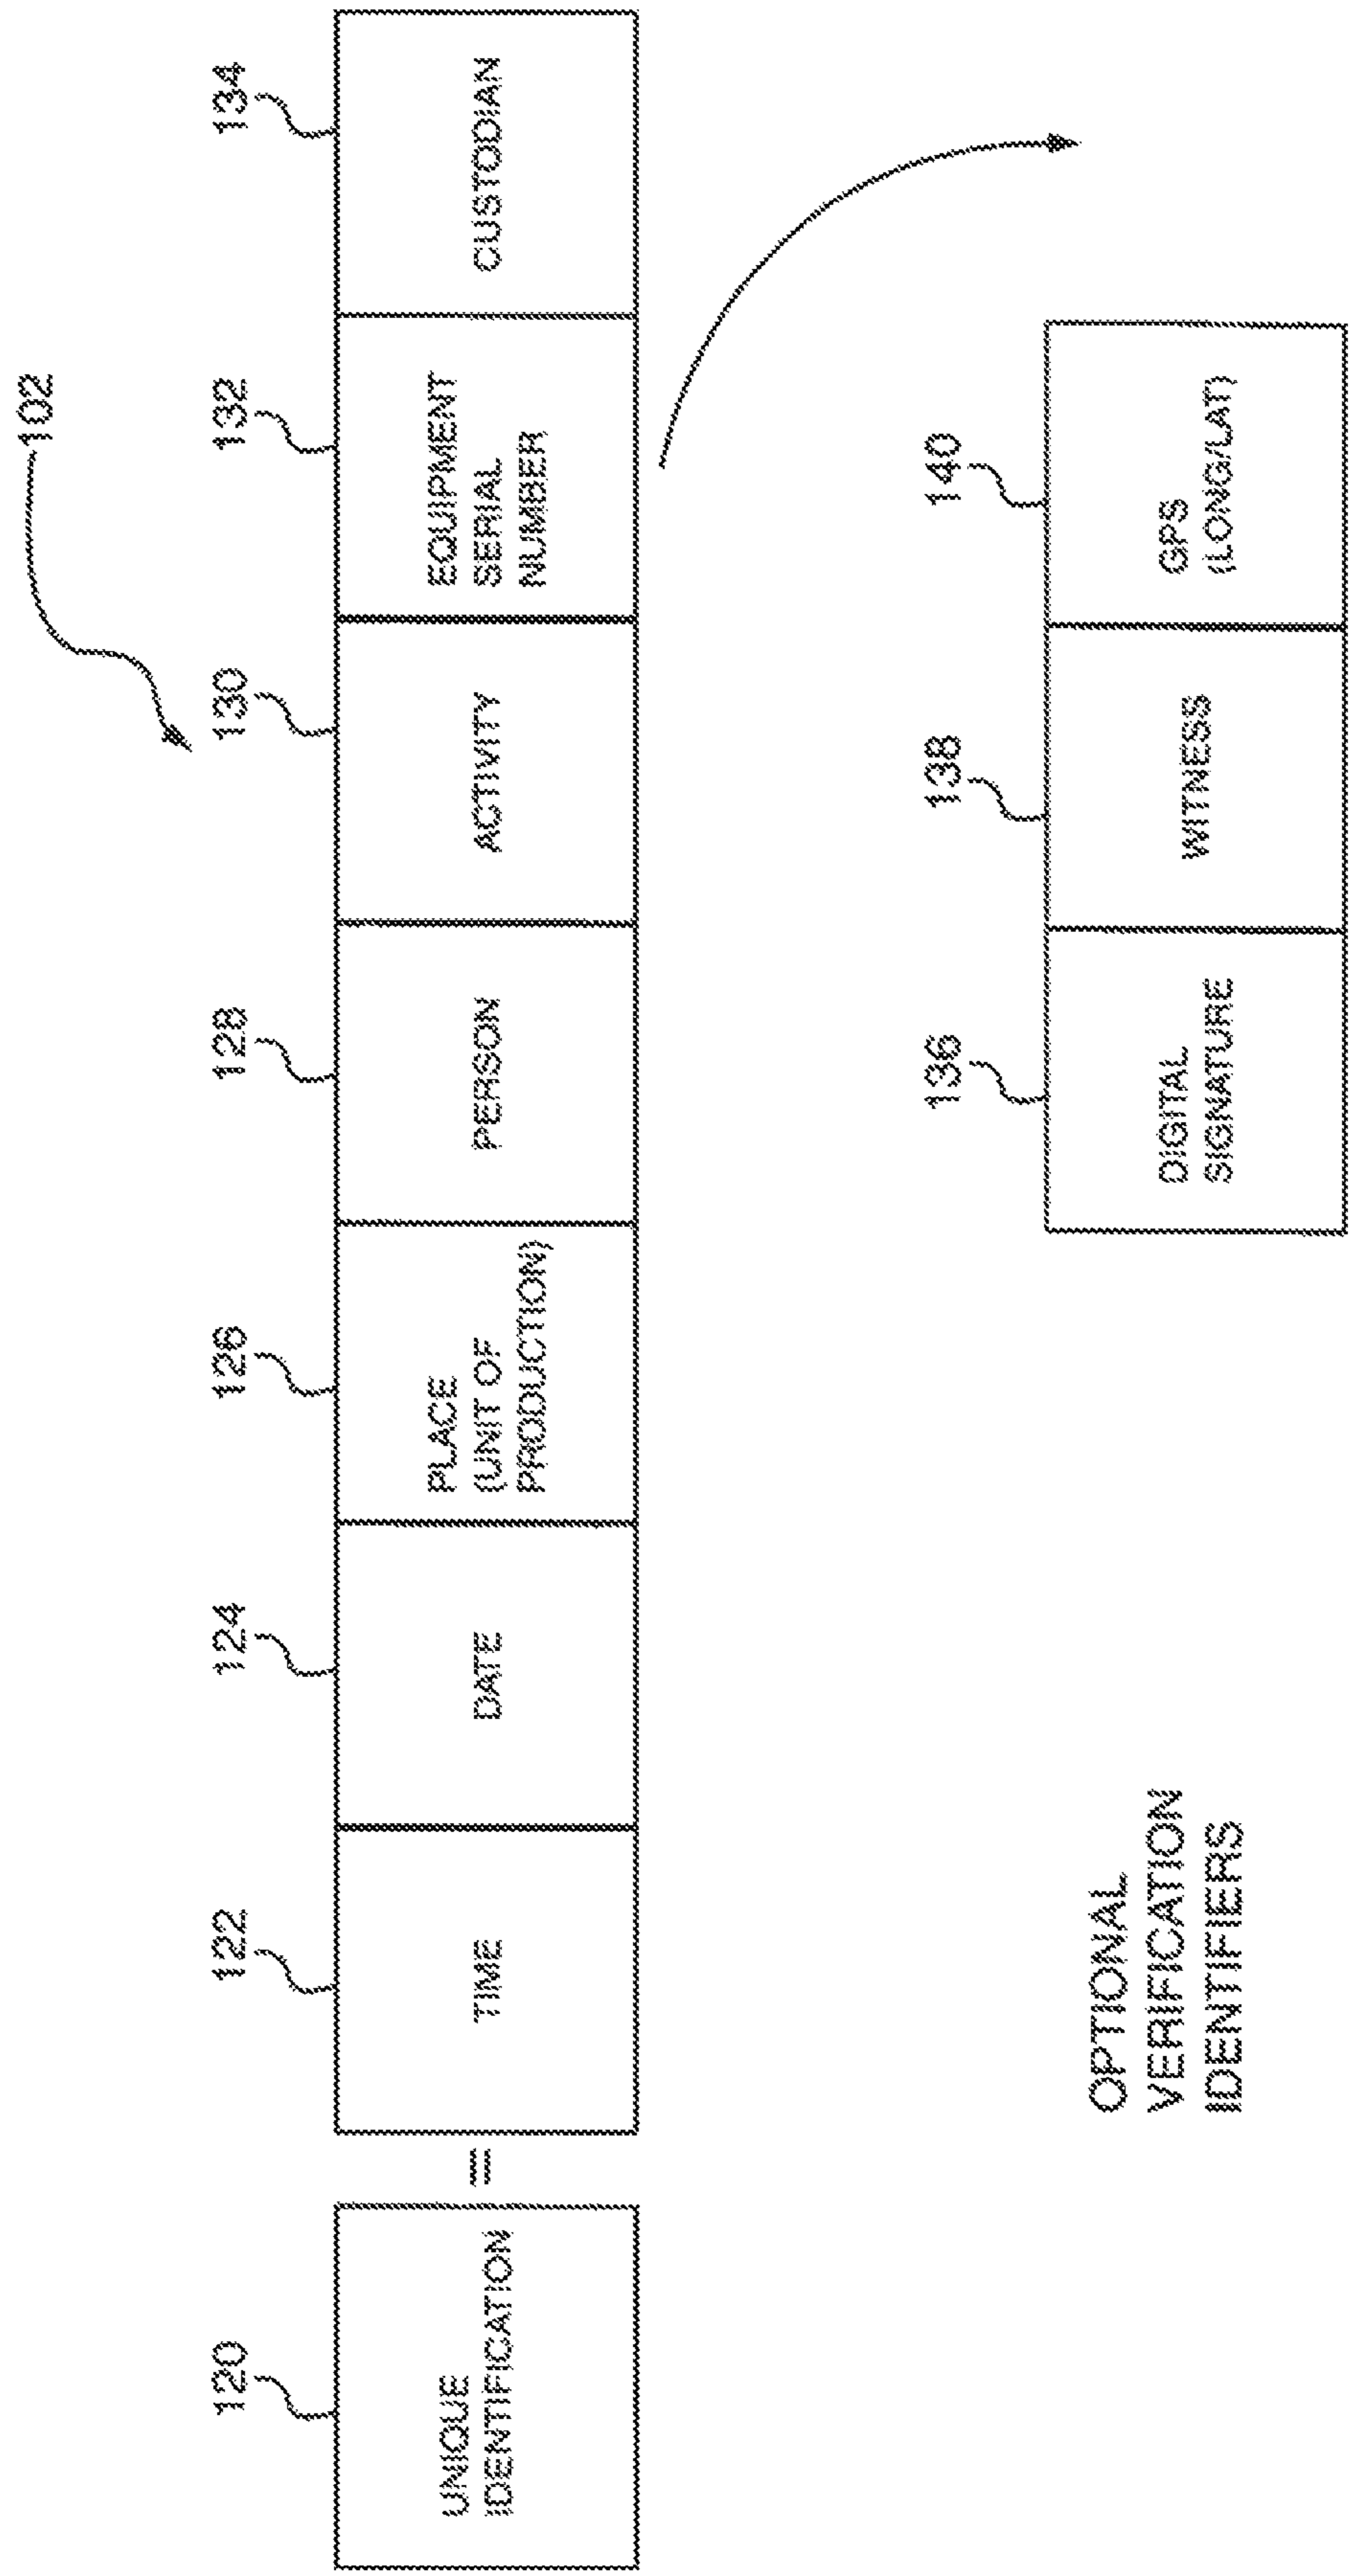 102
120
122
124
126
128
130
132
134
UNIQUE
IDENTIFICATION
=
TIME
DATE
PLACE
(UNIT OF
PRODUCTION)
PERSON
ACTIVITY
EQUIPMENT
SERIAL
NUMBER
CUSTODIAN
OPTIONAL
VERIFICATION
IDENTIFIERS
136
138
140
DIGITAL
SIGNATURE
WITNESS
GPS
(LONG/LAT)